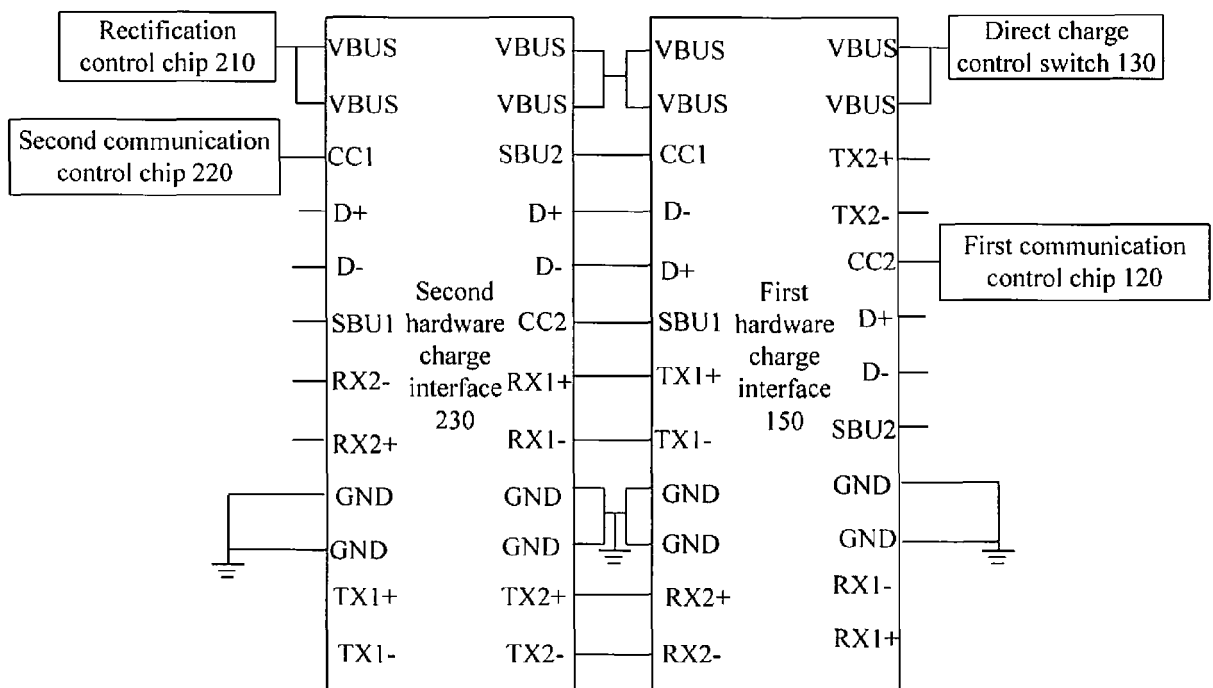 Rectification
control chip 210
Second communication
control chip 220
VBUS
VBUS
CC1
D+
D-
SBU1
RX2-
RX2+
GND
GND
TX1+
TX1-
Second
hardware
charge
interface
230
VBUS
VBUS
SBU2
D+
D-
CC2
RX1+
RX1-
GND
GND
TX2+
TX2-
VBUS
VBUS
CC1
D-
D+
SBU1
TX1+
TX1-
GND
GND
RX2+
RX2-
First
hardware
charge
interface
150
VBUS
VBUS
TX2+
TX2-
CC2
D+
D-
SBU2
GND
GND
RX1-
RX1+
Direct charge
control switch 130
First communication
control chip 120